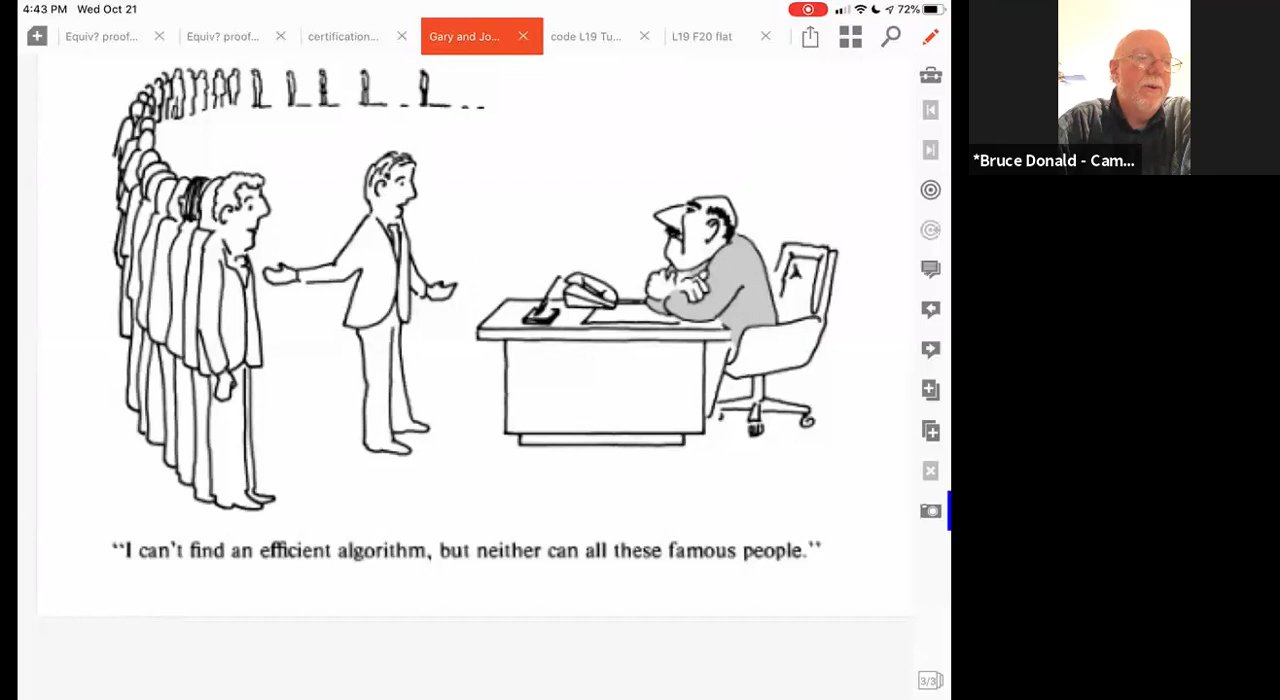 4:43 PM Wed Oct 21
72%
Equiv? proof...
Equiv? proof...
certification...
Gary and Jo...
code L19 Tu...
L19 F20 flat
*Bruce Donald - Cam...
"I can't find an efficient algorithm, but neither can all these famous people."
3/3